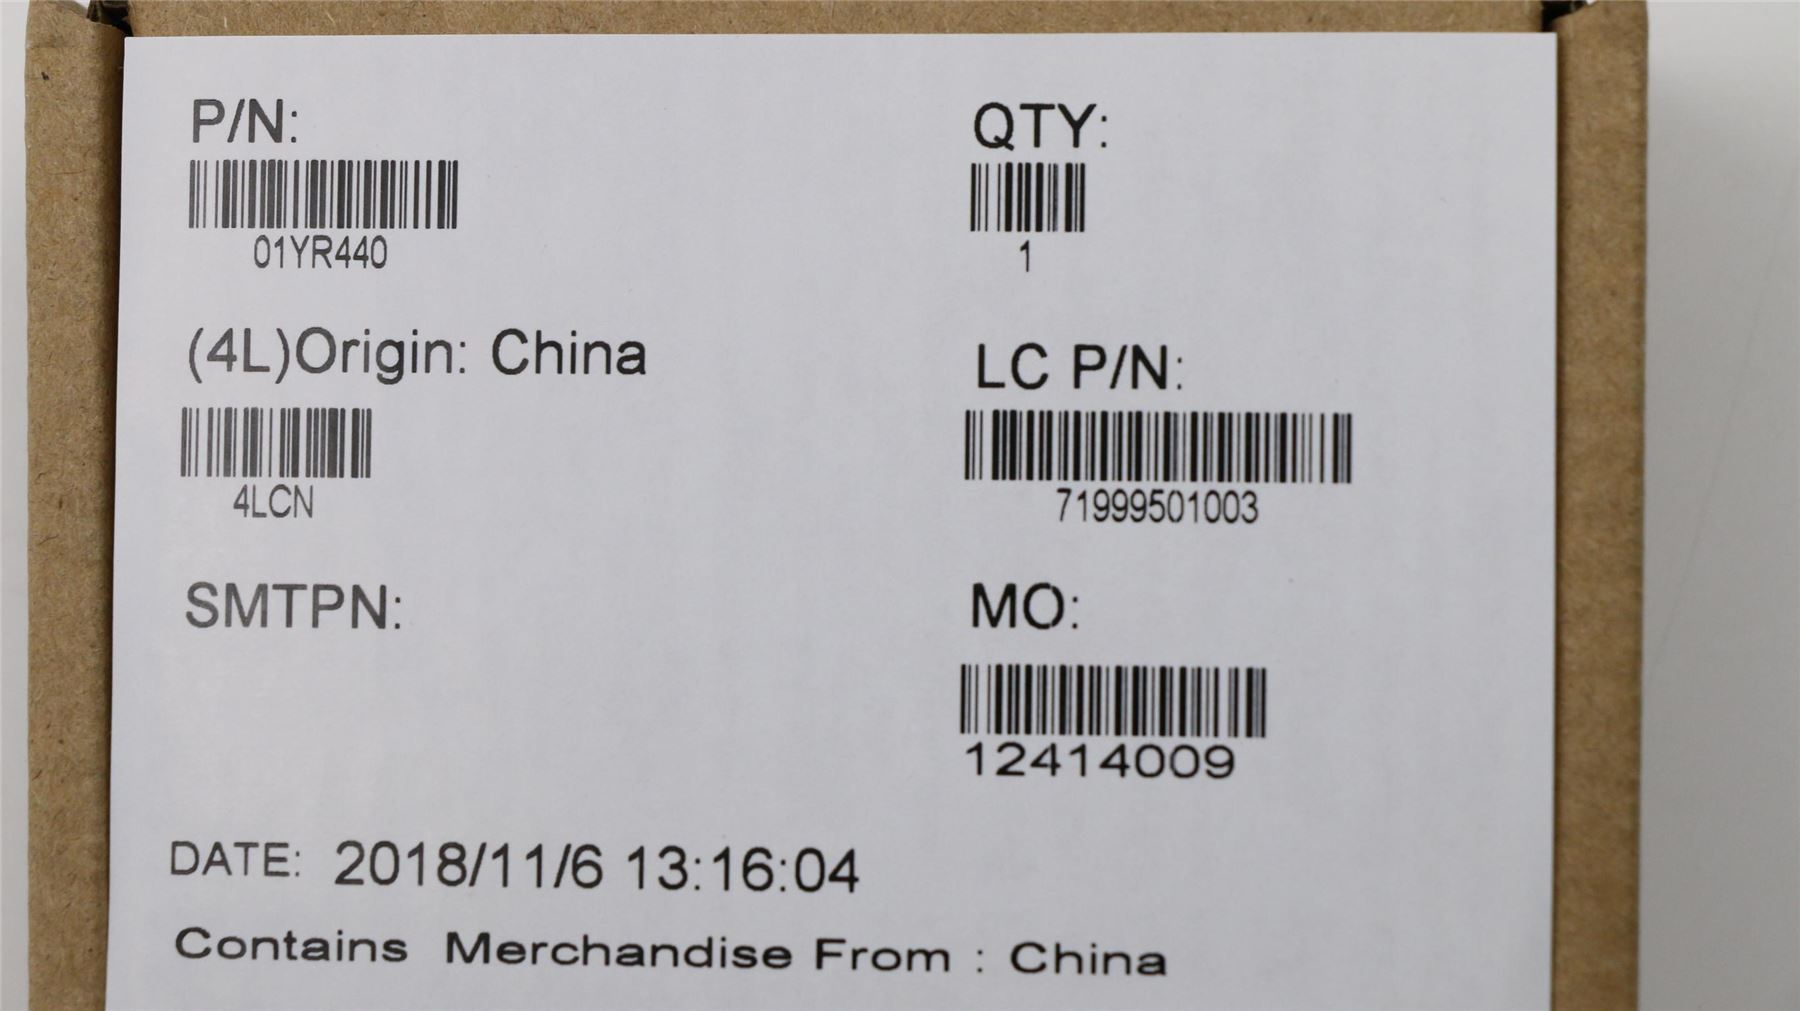 P/N:
01YR440
QTY:
1
(4L)Origin: China
4LCN
LC P/N:
71999501003
SMTPN:
MO:
12414009
DATE: 2018/11/6 13:16:04
Contains Merchandise From : China